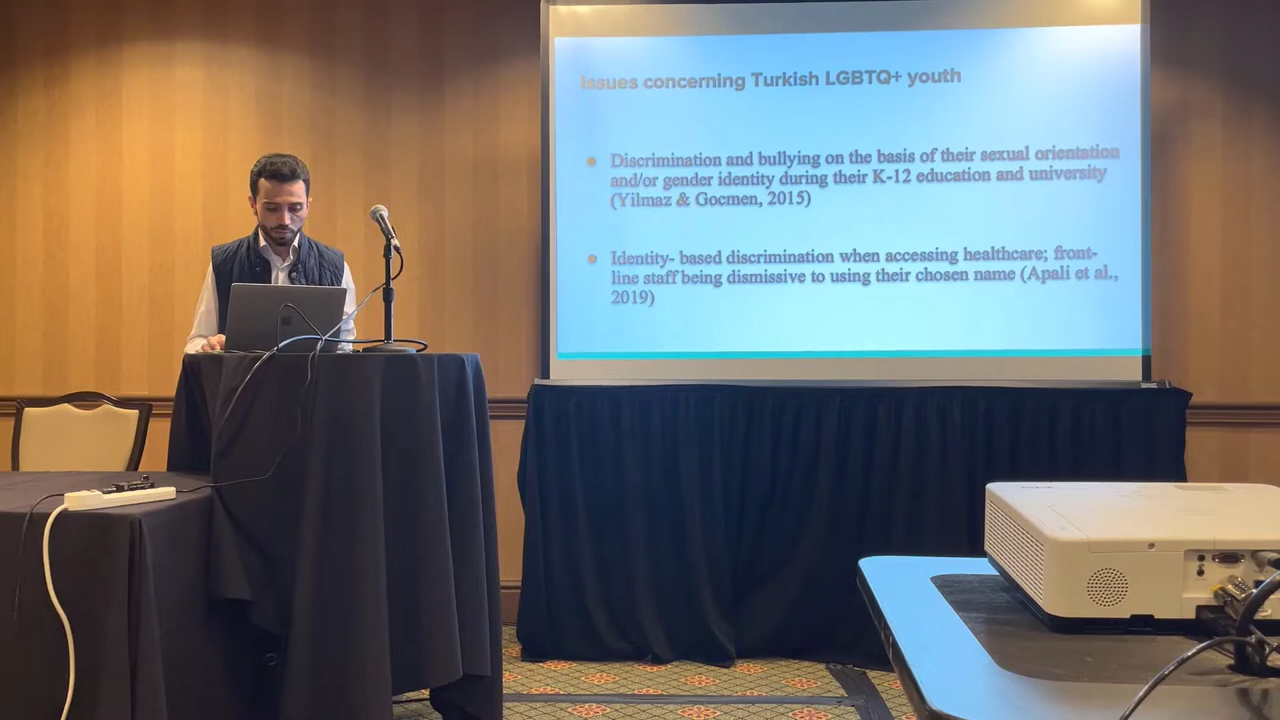 Issues concerning Turkish LGBTQ+ youth
Discrimination and bullying on the basis of their sexual orientation
and/or gender identity during their K-12 education and university
(Yilmaz & Gocmen, 2015)
Identity- based discrimination when accessing healthcare; front-
line staff being dismissive to using their chosen name (Apali et al.,
2019)